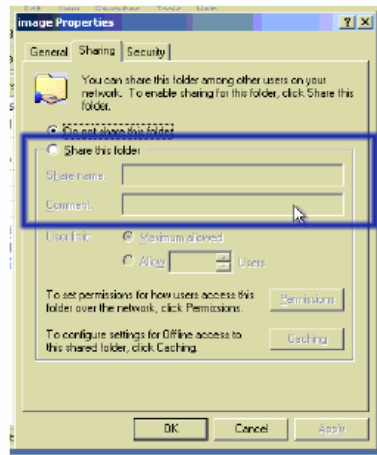 image Properties
General Sharing Security
You can share this folder among other users on your
network. To enable sharing for this folder, click Share this
folder.
Do not share this folder
Share this folder
Share name:
Comment:
User limit: Maximum allowed
Allow Users
To set permissions for how users access this
folder over the network, click Permissions.
Permissions
To configure settings for Offline access to
this shared folder, click Caching.
Caching
OK Cancel Apply